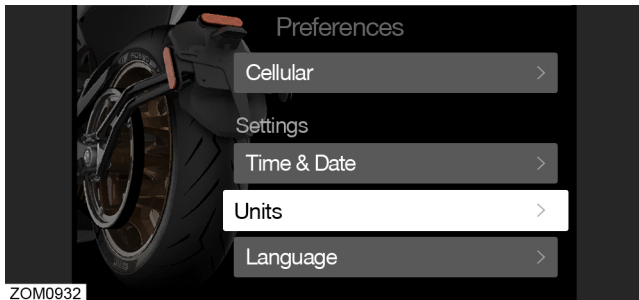 Preferences
Cellular
Settings
Time & Date
Units
Language
ZOM0932